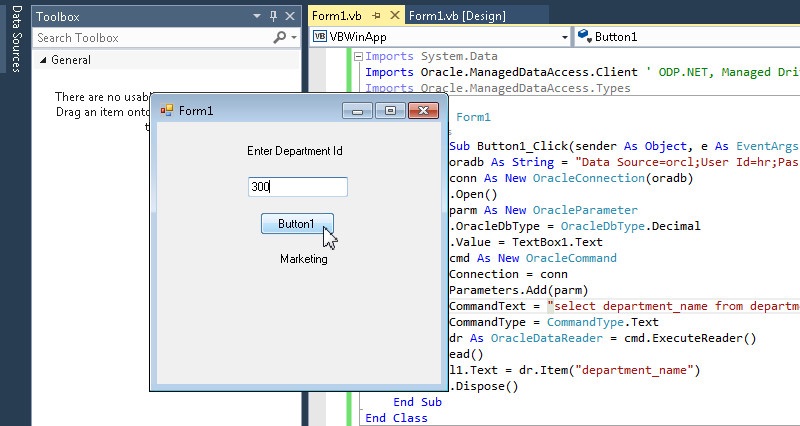 Data Sources
Toolbox
Search Toolbox
General
There are no usab
Drag an item onto
t
Form1
Enter Department Id
300
Button1
Marketing
Form1.vb
Form1.vb [Design]
VB VBWinApp
Button1
Imports System.Data
Imports Oracle.ManagedDataAccess.Client ' ODP.NET, Managed Dri
Imports Oracle.ManagedDataAccess.Types
Form1
Sub Button1_Click(sender As Object, e As EventArgs
oradb As String = "Data Source=orcl;User Id=hr;Pas
conn As New OracleConnection(oradb)
.Open()
parm As New OracleParameter
.OracleDbType = OracleDbType.Decimal
.Value = TextBox1.Text
cmd As New OracleCommand
Connection = conn
Parameters.Add(parm)
CommandText = "select department_name from departme
CommandType = CommandType.Text
dr As OracleDataReader = cmd.ExecuteReader()
ead()
l1.Text = dr.Item("department_name")
.Dispose()
End Sub
End Class